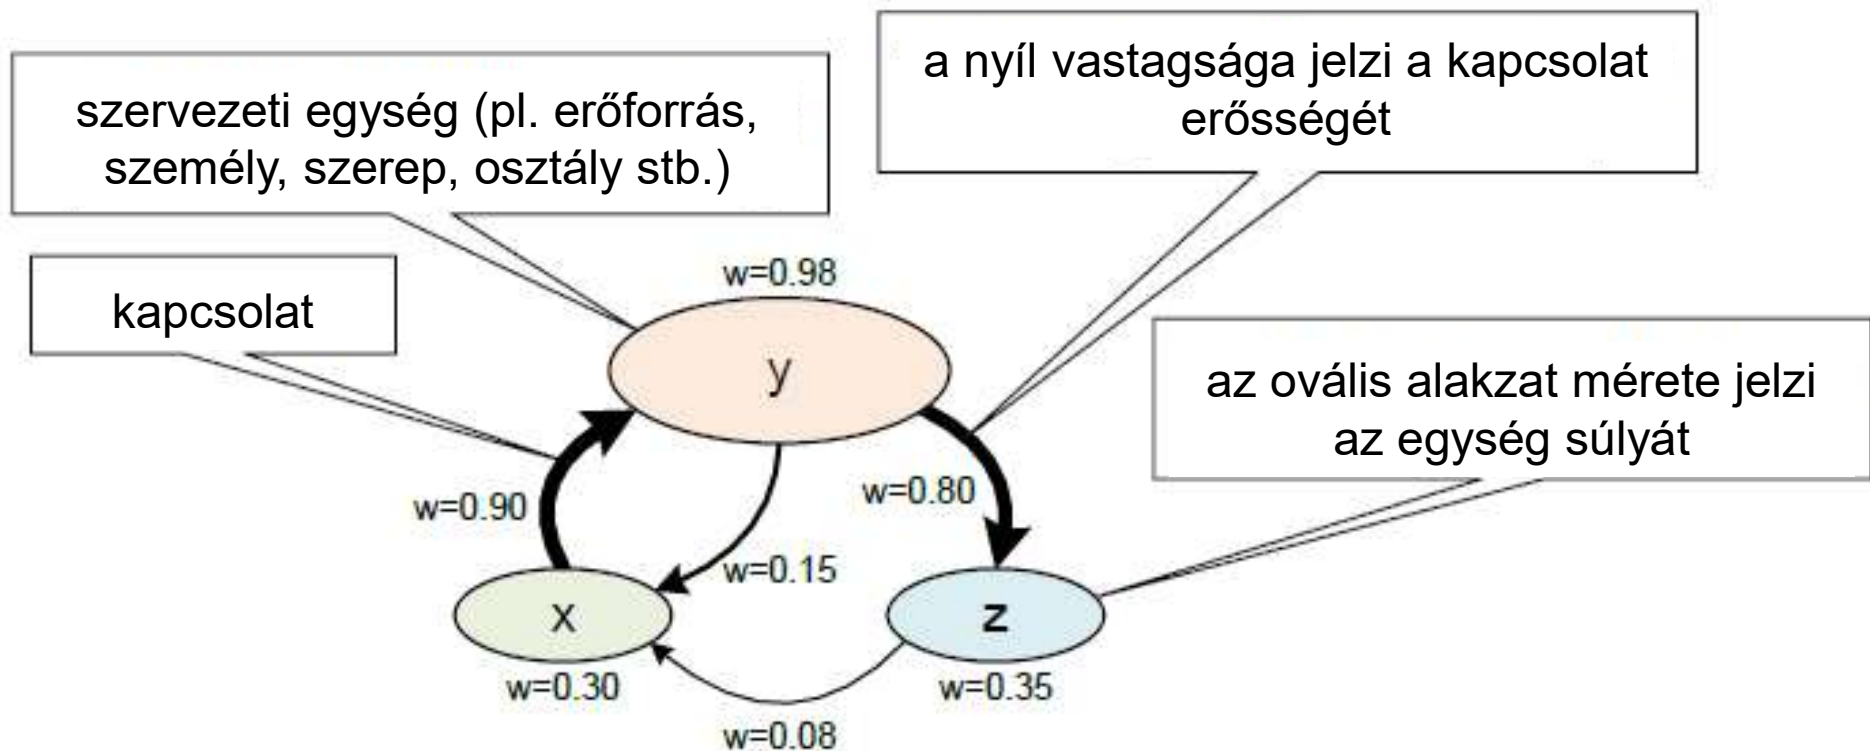 a nyíl vastagsága jelzi a kapcsolat
erősségét
szervezeti egység (pl. erőforrás,
személy, szerep, osztály stb.)
kapcsolat
w=0.98
y
az ovális alakzat mérete jelzi
az egység súlyát
w=0.90
w=0.80
w=0.15
x
z
w=0.30
w=0.35
w=0.08